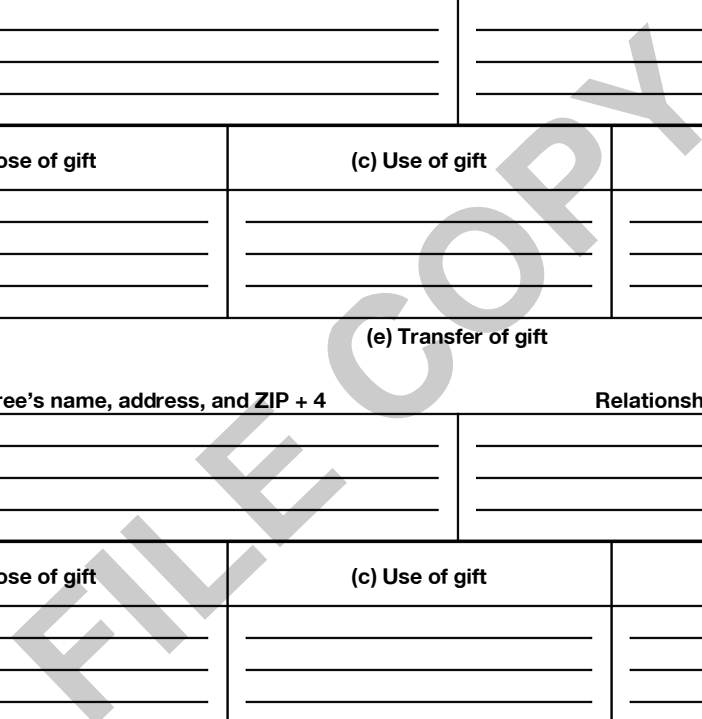 ose of gift (c) Use of gift
(e) Transfer of gift
ree’s name, address, and ZIP + 4 Relationsh
ose of gift (c) Use of gift
FILE COPY